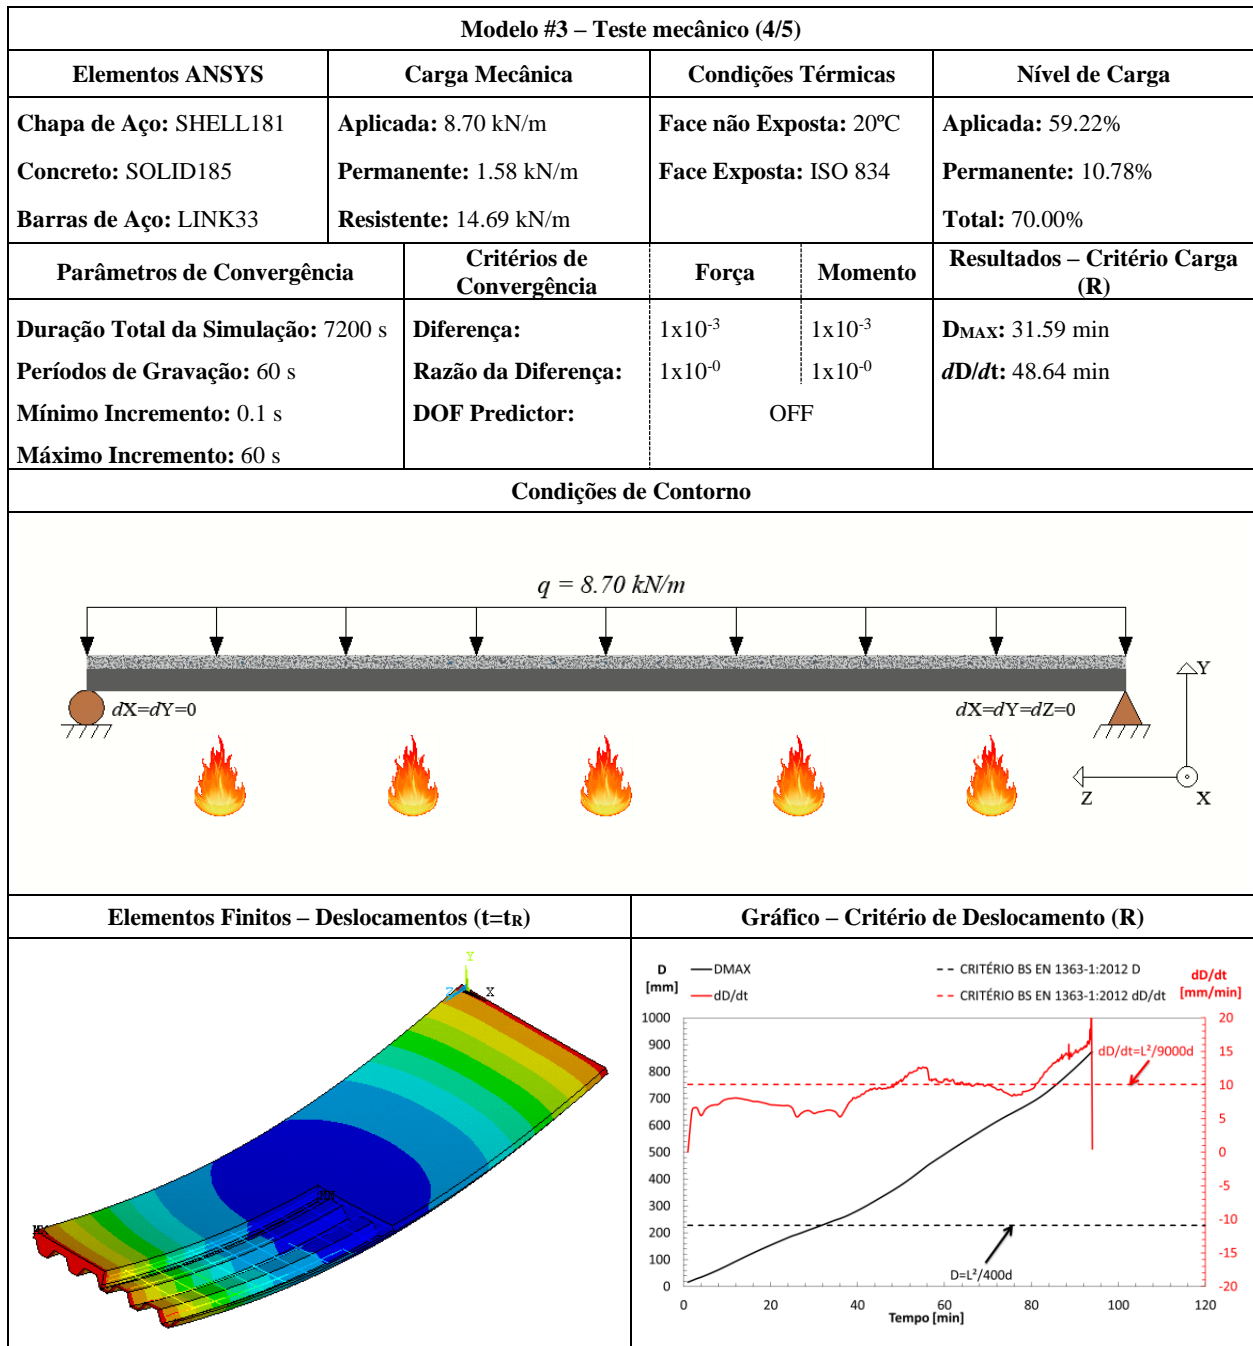 Modelo #3 – Teste mecânico (4/5)
Elementos ANSYS
Carga Mecânica
Condições Térmicas
Nível de Carga
Chapa de Aço: SHELL181
Concreto: SOLID185
Barras de Aço: LINK33
Aplicada: 8.70 kN/m
Permanente: 1.58 kN/m
Resistente: 14.69 kN/m
Face não Exposta: 20ºC
Face Exposta: ISO 834
Aplicada: 59.22%
Permanente: 10.78%
Total: 70.00%
Parâmetros de Convergência
Critérios de
Convergência
Força
Momento
Resultados – Critério Carga
(R)
Duração Total da Simulação: 7200 s
Períodos de Gravação: 60 s
Mínimo Incremento: 0.1 s
Máximo Incremento: 60 s
Diferença: 1x10-3 1x10-3
Razão da Diferença: 1x10-0 1x10-0
DOF Predictor: OFF
DMAX: 31.59 min
dD/dt: 48.64 min
Condições de Contorno
q = 8.70 kN/m
dX=dY=0
dX=dY=dZ=0
Y
Z
X
Elementos Finitos – Deslocamentos (t=tR)
Gráfico – Critério de Deslocamento (R)
Y
Z
X
D
[mm]
DMAX
dD/dt
CRITÉRIO BS EN 1363-1:2012 D
CRITÉRIO BS EN 1363-1:2012 dD/dt
dD/dt
[mm/min]
1000
900
800
700
600
500
400
300
200
100
0
20
15
10
5
0
-5
-10
-15
-20
dD/dt=L²/9000d
D=L²/400d
0 20 40 60 80 100 120
Tempo [min]